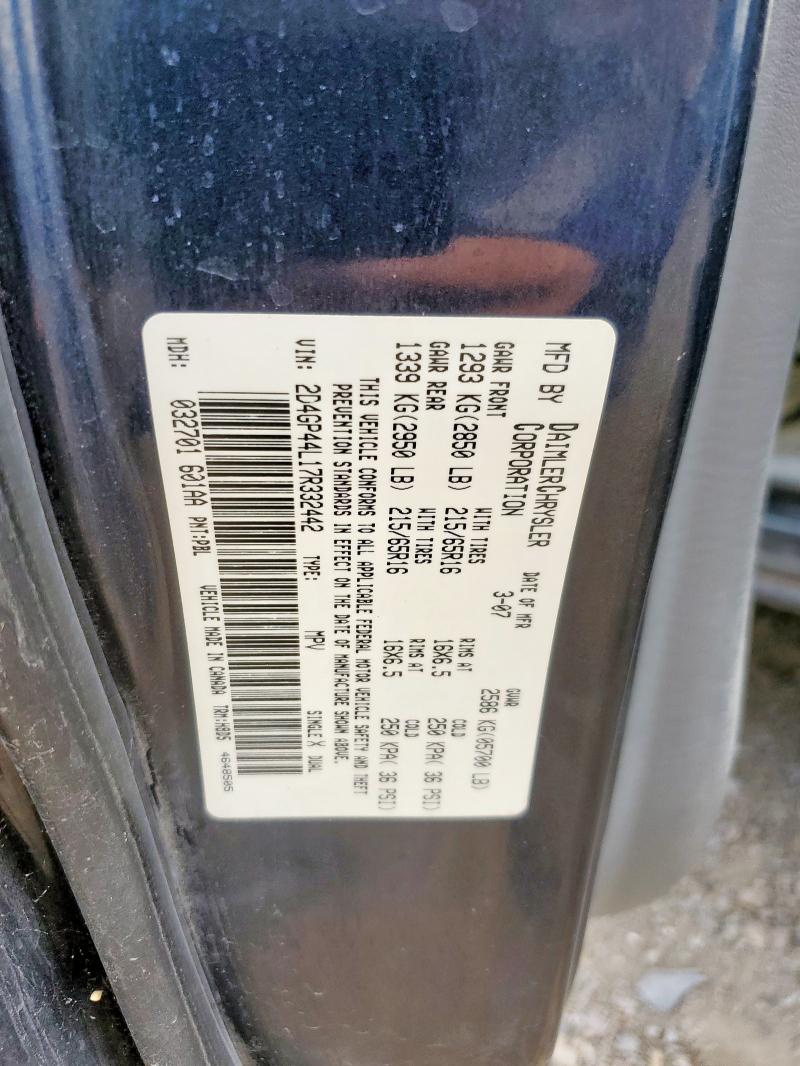 MFD BY DAIMLERCHRYSLER CORPORATION
DATE OF MFR 3-07
GVWR 2586 KG(05700 LB)
GAWR FRONT WITH TIRES RIMS AT COLD
1293 KG(2850 LB) 215/65R16 16X6.5 250 KPA( 36 PSI)
GAWR REAR WITH TIRES RIMS AT COLD
1339 KG(2950 LB) 215/65R16 16X6.5 250 KPA( 36 PSI)
THIS VEHICLE CONFORMS TO ALL APPLICABLE FEDERAL MOTOR VEHICLE SAFETY AND THEFT
PREVENTION STANDARDS IN EFFECT ON THE DATE OF MANUFACTURE SHOWN ABOVE.
VIN: 2D4GP44L17R332442 TYPE: MPV SINGLE X DUAL
MDH: 032701 601AA PNT:PBL VEHICLE MADE IN CANADA TRM:H8D5 4648505